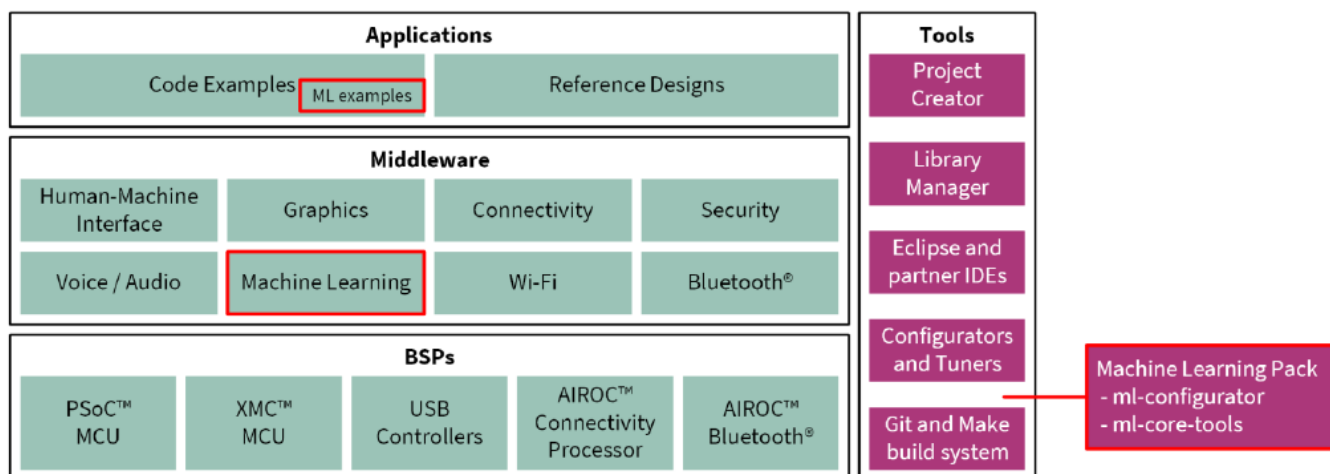 Applications
Code Examples
ML examples
Reference Designs
Middleware
Human-Machine
Interface
Graphics
Connectivity
Security
Voice / Audio
Machine Learning
Wi-Fi
Bluetooth®
BSPs
PSoC™
MCU
XMC™
MCU
USB
Controllers
AIROC™
Connectivity
Processor
AIROC™
Bluetooth®
Tools
Project
Creator
Library
Manager
Eclipse and
partner IDEs
Configurators
and Tuners
Git and Make
build system
Machine Learning Pack
- ml-configurator
- ml-core-tools